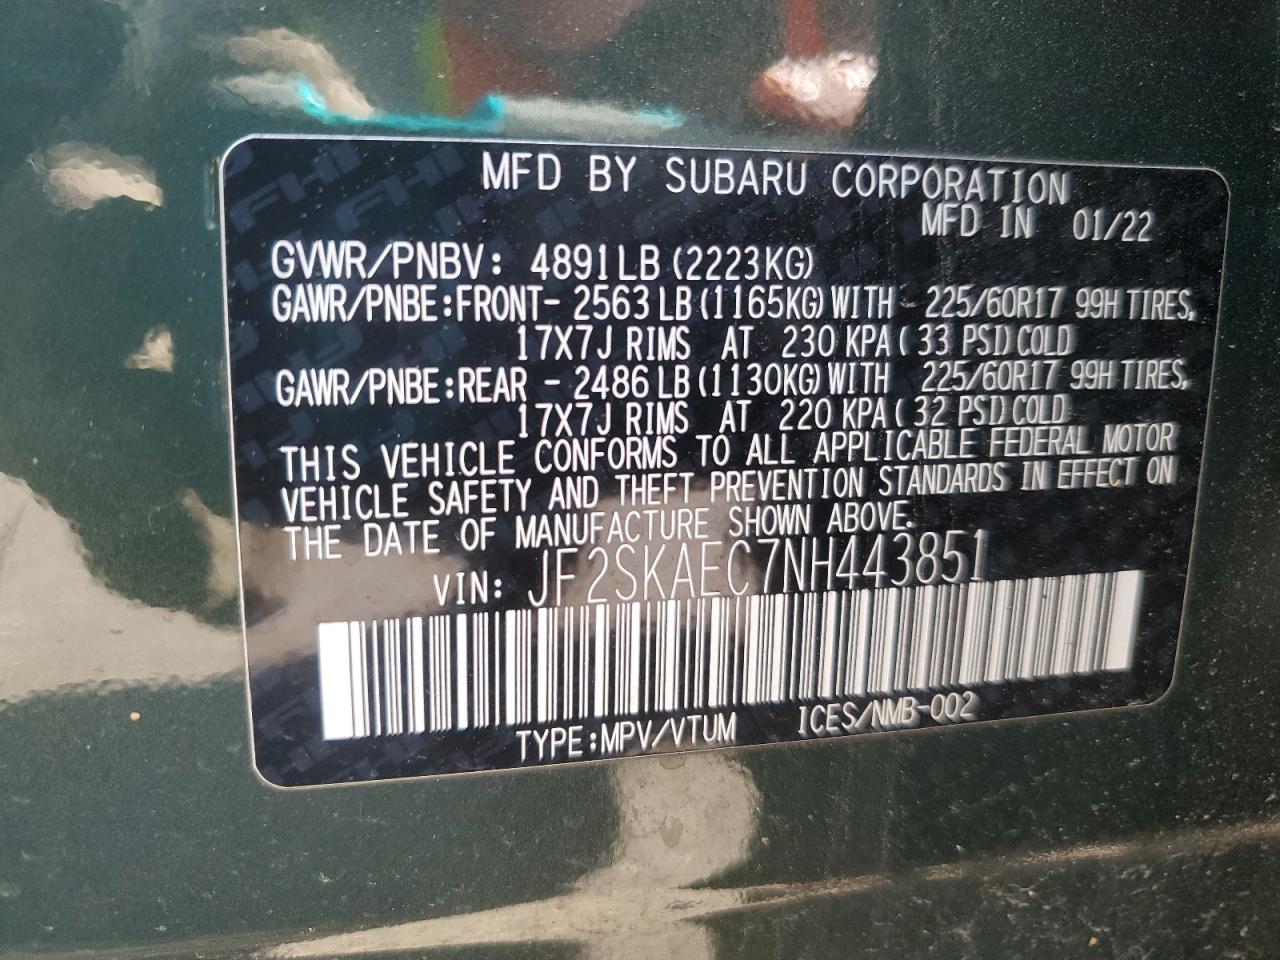 MFD BY SUBARU CORPORATION
MFD IN 01/22
GVWR/PNBV: 4891LB (2223KG)
GAWR/PNBE:FRONT- 2563 LB (1165KG) WITH 225/60R17 99H TIRES,
17X7J RIMS AT 230 KPA ( 33 PSI) COLD
GAWR/PNBE:REAR - 2486 LB (1130KG) WITH 225/60R17 99H TIRES,
17X7J RIMS AT 220 KPA ( 32 PSI) COLD
THIS VEHICLE CONFORMS TO ALL APPLICABLE FEDERAL MOTOR
VEHICLE SAFETY AND THEFT PREVENTION STANDARDS IN EFFECT ON
THE DATE OF MANUFACTURE SHOWN ABOVE.
VIN: JF2SKAEC7NH443851
TYPE:MPV/VTUM ICES/NMB-002